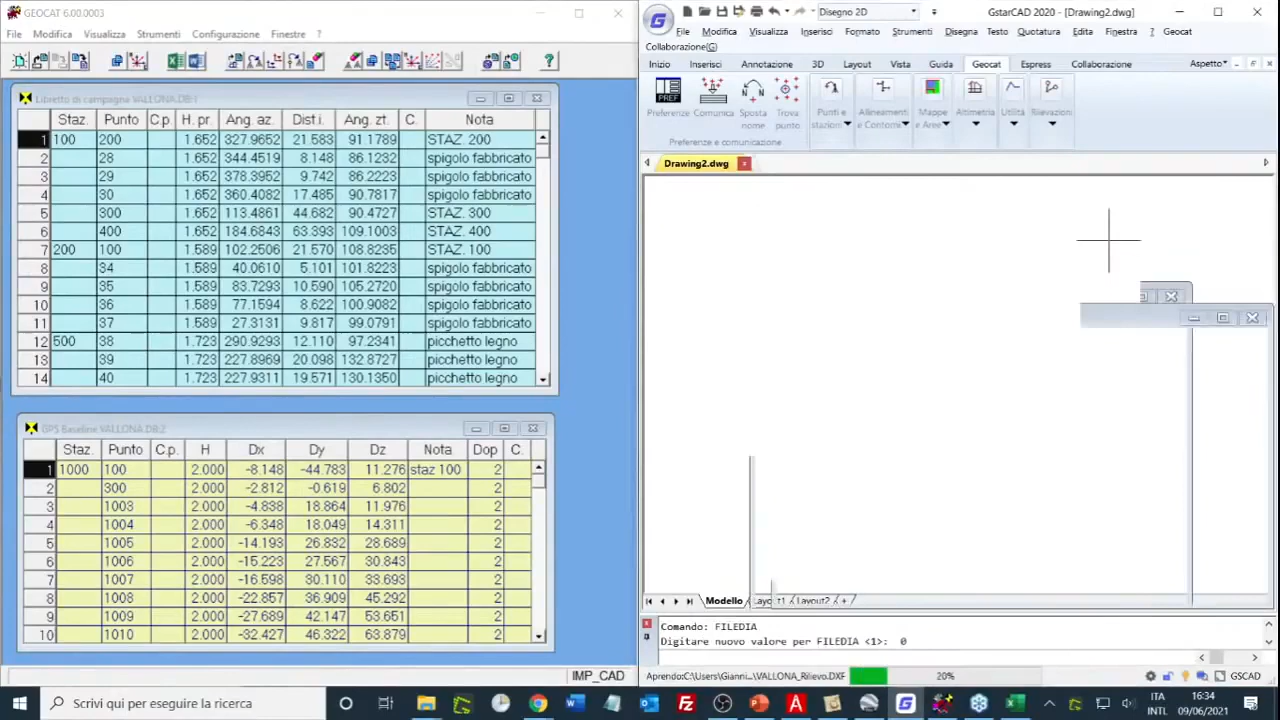 GEOCAT 6.00.0003
File Modifica Visualizza Strumenti Configurazione Finestre ?
Libretto di campagna VALLONA.DB:1
Staz. Punto C.p H. pr. Ang. az. Dist.i. Ang. zt. C. Nota
1 100 200 1.652 327.9652 21.583 91.1789 STAZ. 200
2 28 1.652 344.4519 8.148 86.1232 spigolo fabbricato
3 29 1.652 378.3952 9.742 86.2223 spigolo fabbricato
4 30 1.652 360.4082 17.485 90.7817 spigolo fabbricato
5 300 1.652 113.4861 44.682 90.4727 STAZ. 300
6 400 1.652 184.6843 63.393 109.1003 STAZ. 400
7 200 100 1.589 102.2506 21.570 108.8235 STAZ. 100
8 34 1.589 40.0610 5.101 101.8223 spigolo fabbricato
9 35 1.589 83.7293 10.590 105.2720 spigolo fabbricato
10 36 1.589 77.1594 8.622 100.9082 spigolo fabbricato
11 37 1.589 27.3131 9.817 99.0791 spigolo fabbricato
12 500 38 1.723 290.9293 12.110 97.2341 picchetto legno
13 39 1.723 227.8969 20.098 132.8727 picchetto legno
14 40 1.723 227.9311 19.571 130.1350 picchetto legno
GPS Baseline VALLONA.DB:2
Staz. Punto C.p. H Dx Dy Dz Nota Dop C.
1 1000 100 2.000 -8.148 -44.783 11.276 staz 100 2
2 300 2.000 -2.812 -0.619 6.802 2
3 1003 2.000 -4.838 18.864 11.976 2
4 1004 2.000 -6.348 18.049 14.311 2
5 1005 2.000 -14.193 26.832 28.689 2
6 1006 2.000 -15.223 27.567 30.843 2
7 1007 2.000 -16.598 30.110 33.693 2
8 1008 2.000 -22.857 36.909 45.292 2
9 1009 2.000 -27.689 42.147 53.651 2
10 1010 2.000 -32.427 46.322 63.879 2
IMP_CAD
Disegno 2D
GstarCAD 2020 - [Drawing2.dwg]
File Modifica Visualizza Inserisci Formato Strumenti Disegna Testo Quotatura Edita Finestra ? Geocat
Collaborazione(G)
Inizio Inserisci Annotazione 3D Layout Vista Guida Geocat Espress Collaborazione Aspetto
PREF
Preferenze Comunica Sposta nome Trova punto Punti e stazioni Allineamenti e Contorni Mappe e Aree Altimetria Utilità Rilevazioni
Preferenze e comunicazione
Drawing2.dwg
Modello Layout1 Layout2 +
Comando: FILEDIA
Digitare nuovo valore per FILEDIA <1>: 0
Aprendo:C:\Users\Gianni...\VALLONA_Rilievo.DXF 20% GSCAD
Scrivi qui per eseguire la ricerca
ITA
INTL
16:34
09/06/2021